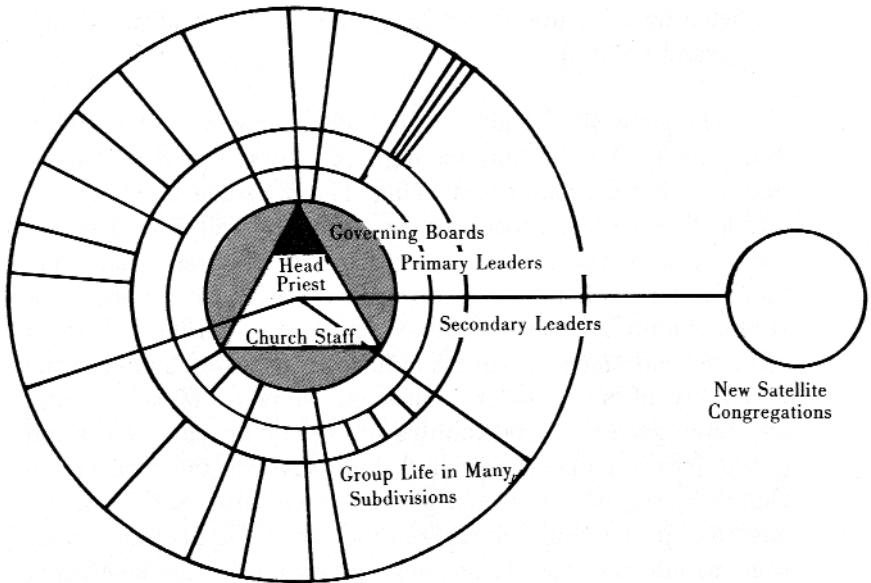 Governing Boards
Head
Priest
Primary Leaders
Church Staff
Secondary Leaders
New Satellite
Congregations
Group Life in Many
Subdivisions